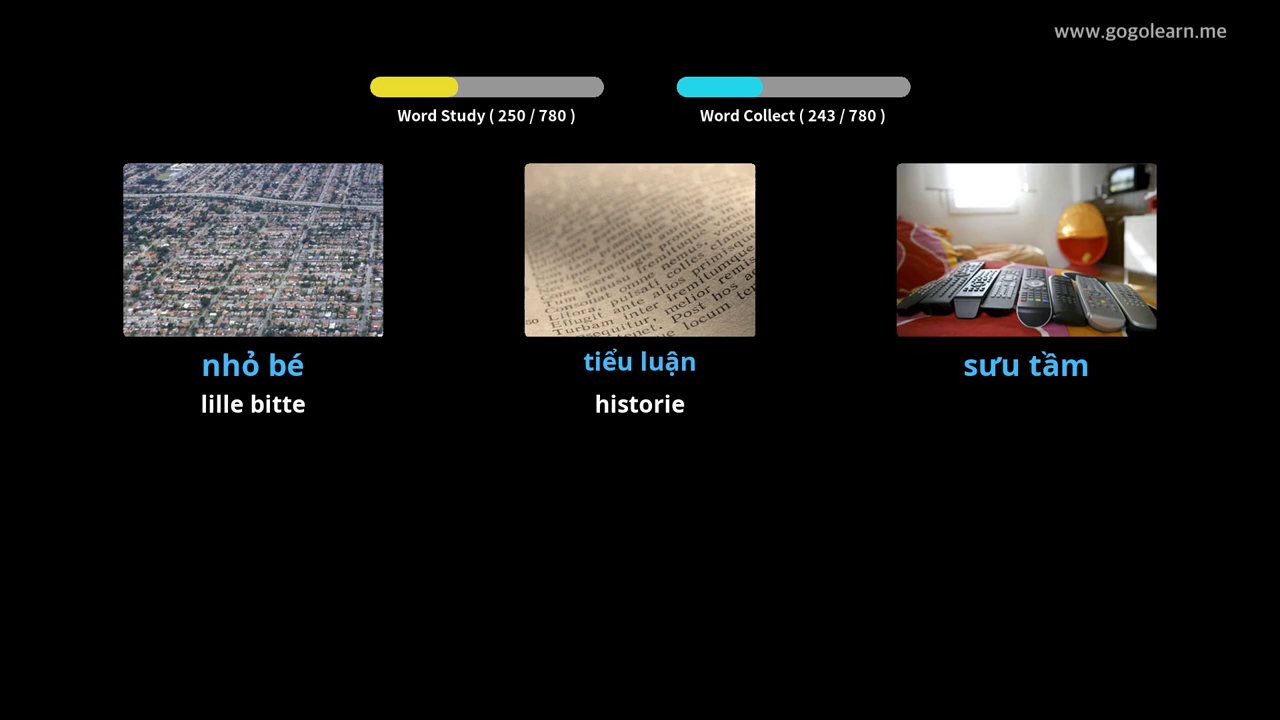 www.gogolearn.me
Word Study ( 250 / 780 )
Word Collect ( 243 / 780 )
nhỏ bé
lille bitte
tiểu luận
historie
sưu tầm